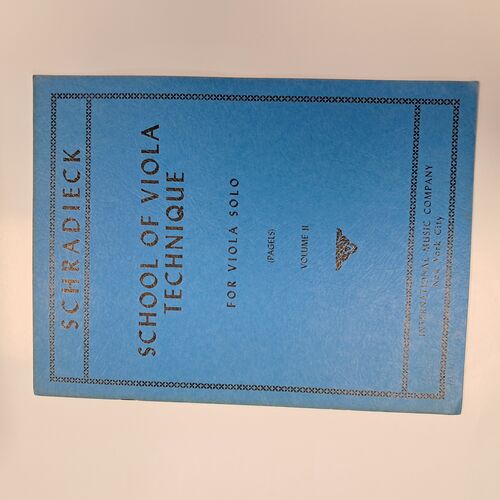 SCHRADIECK
SCHOOL OF VIOLA
TECHNIQUE
FOR VIOLA SOLO
(PAGELS)
VOLUME II
INTERNATIONAL MUSIC COMPANY
New York City